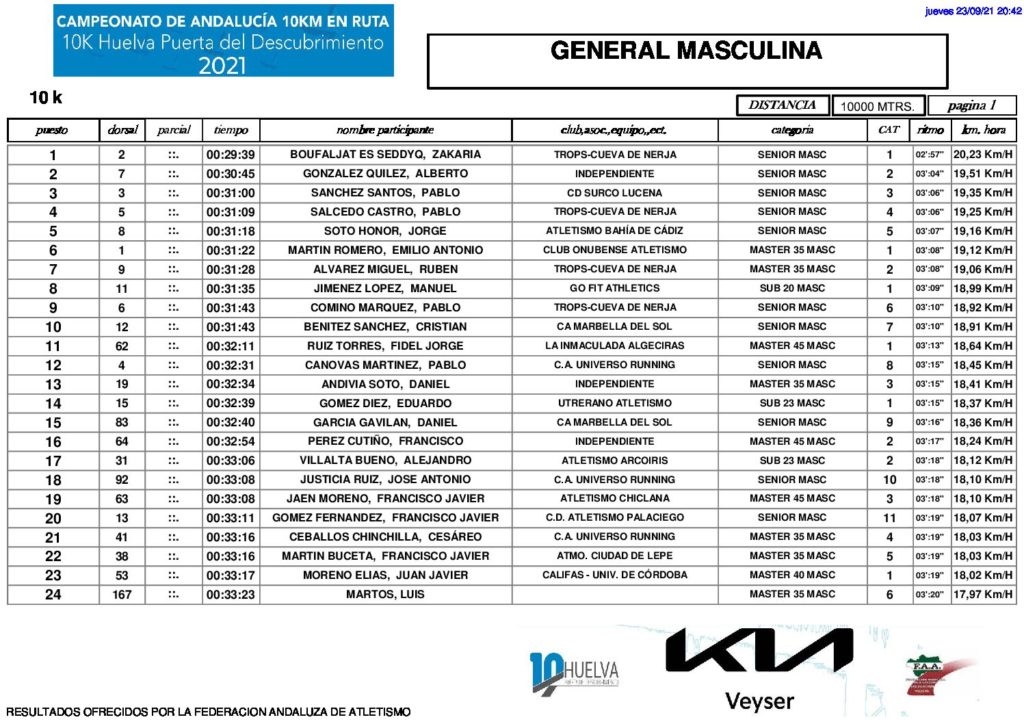 jueves 23/09/21 20:42
CAMPEONATO DE ANDALUCÍA 10KM EN RUTA
10K Huelva Puerta del Descubrimiento
2021
GENERAL MASCULINA
10 k
DISTANCIA 10000 MTRS. pagina 1
puesto dorsal parcial tiempo nombre participante club,asoc.,equipo,,ect. categoria CAT ritmo km. hora
1 2 ::. 00:29:39 BOUFALJAT ES SEDDYQ, ZAKARIA TROPS-CUEVA DE NERJA SENIOR MASC 1 02':57" 20,23 Km/H
2 7 ::. 00:30:45 GONZALEZ QUILEZ, ALBERTO INDEPENDIENTE SENIOR MASC 2 03':04" 19,51 Km/H
3 3 ::. 00:31:00 SANCHEZ SANTOS, PABLO CD SURCO LUCENA SENIOR MASC 3 03':06" 19,35 Km/H
4 5 ::. 00:31:09 SALCEDO CASTRO, PABLO TROPS-CUEVA DE NERJA SENIOR MASC 4 03':06" 19,25 Km/H
5 8 ::. 00:31:18 SOTO HONOR, JORGE ATLETISMO BAHÍA DE CÁDIZ SENIOR MASC 5 03':07" 19,16 Km/H
6 1 ::. 00:31:22 MARTIN ROMERO, EMILIO ANTONIO CLUB ONUBENSE ATLETISMO MASTER 35 MASC 1 03':08" 19,12 Km/H
7 9 ::. 00:31:28 ALVAREZ MIGUEL, RUBEN TROPS-CUEVA DE NERJA MASTER 35 MASC 2 03':08" 19,06 Km/H
8 11 ::. 00:31:35 JIMENEZ LOPEZ, MANUEL GO FIT ATHLETICS SUB 20 MASC 1 03':09" 18,99 Km/H
9 6 ::. 00:31:43 COMINO MARQUEZ, PABLO TROPS-CUEVA DE NERJA SENIOR MASC 6 03':10" 18,92 Km/H
10 12 ::. 00:31:43 BENITEZ SANCHEZ, CRISTIAN CA MARBELLA DEL SOL SENIOR MASC 7 03':10" 18,91 Km/H
11 62 ::. 00:32:11 RUIZ TORRES, FIDEL JORGE LA INMACULADA ALGECIRAS MASTER 45 MASC 1 03':13" 18,64 Km/H
12 4 ::. 00:32:31 CANOVAS MARTINEZ, PABLO C.A. UNIVERSO RUNNING SENIOR MASC 8 03':15" 18,45 Km/H
13 19 ::. 00:32:34 ANDIVIA SOTO, DANIEL INDEPENDIENTE MASTER 35 MASC 3 03':15" 18,41 Km/H
14 15 ::. 00:32:39 GOMEZ DIEZ, EDUARDO UTRERANO ATLETISMO SUB 23 MASC 1 03':15" 18,37 Km/H
15 83 ::. 00:32:40 GARCIA GAVILAN, DANIEL CA MARBELLA DEL SOL SENIOR MASC 9 03':16" 18,36 Km/H
16 64 ::. 00:32:54 PEREZ CUTIÑO, FRANCISCO INDEPENDIENTE MASTER 45 MASC 2 03':17" 18,24 Km/H
17 31 ::. 00:33:06 VILLALTA BUENO, ALEJANDRO ATLETISMO ARCOIRIS SUB 23 MASC 2 03':18" 18,12 Km/H
18 92 ::. 00:33:08 JUSTICIA RUIZ, JOSE ANTONIO C.A. UNIVERSO RUNNING SENIOR MASC 10 03':18" 18,10 Km/H
19 63 ::. 00:33:08 JAEN MORENO, FRANCISCO JAVIER ATLETISMO CHICLANA MASTER 45 MASC 3 03':18" 18,10 Km/H
20 13 ::. 00:33:11 GOMEZ FERNANDEZ, FRANCISCO JAVIER C.D. ATLETISMO PALACIEGO SENIOR MASC 11 03':19" 18,07 Km/H
21 41 ::. 00:33:16 CEBALLOS CHINCHILLA, CESÁREO C.A. UNIVERSO RUNNING MASTER 35 MASC 4 03':19" 18,03 Km/H
22 38 ::. 00:33:16 MARTIN BUCETA, FRANCISCO JAVIER ATMO. CIUDAD DE LEPE MASTER 35 MASC 5 03':19" 18,03 Km/H
23 53 ::. 00:33:17 MORENO ELIAS, JUAN JAVIER CALIFAS - UNIV. DE CÓRDOBA MASTER 40 MASC 1 03':19" 18,02 Km/H
24 167 ::. 00:33:23 MARTOS, LUIS MASTER 35 MASC 6 03':20" 17,97 Km/H
10 HUELVA
KIA
Veyser
F.A.A.
RESULTADOS OFRECIDOS POR LA FEDERACION ANDALUZA DE ATLETISMO